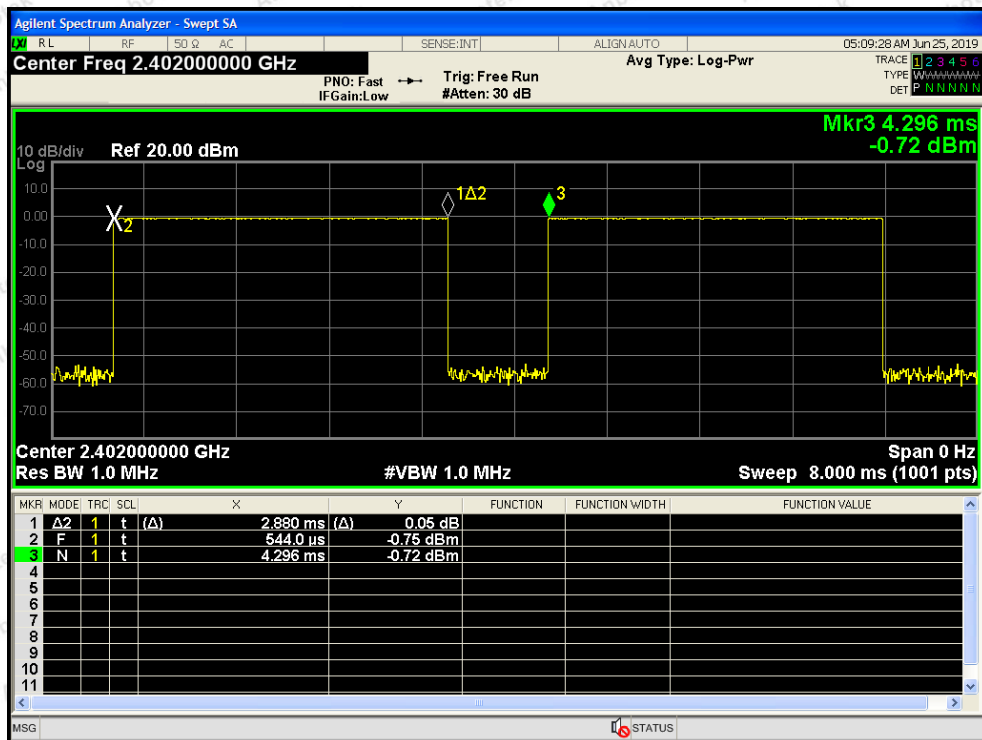 Agilent Spectrum Analyzer - Swept SA
LXI RL RF 50 Ω AC SENSE:INT ALIGNAUTO 05:09:28 AM Jun 25, 2019
Center Freq 2.402000000 GHz Avg Type: Log-Pwr TRACE 1 2 3 4 5 6
PNO: Fast Trig: Free Run TYPE WWWWWW
IFGain:Low #Atten: 30 dB DET P N N N N N
Mkr3 4.296 ms
10 dB/div Ref 20.00 dBm -0.72 dBm
Log
10.0
1Δ2 3
0.00
2
-10.0
-20.0
-30.0
-40.0
-50.0
-60.0
-70.0
Center 2.402000000 GHz Span 0 Hz
Res BW 1.0 MHz #VBW 1.0 MHz Sweep 8.000 ms (1001 pts)
MKR MODE TRC SCL X Y FUNCTION FUNCTION WIDTH FUNCTION VALUE
1 Δ2 1 t (Δ) 2.880 ms (Δ) 0.05 dB
2 F 1 t 544.0 µs -0.75 dBm
3 N 1 t 4.296 ms -0.72 dBm
4
5
6
7
8
9
10
11
MSG STATUS